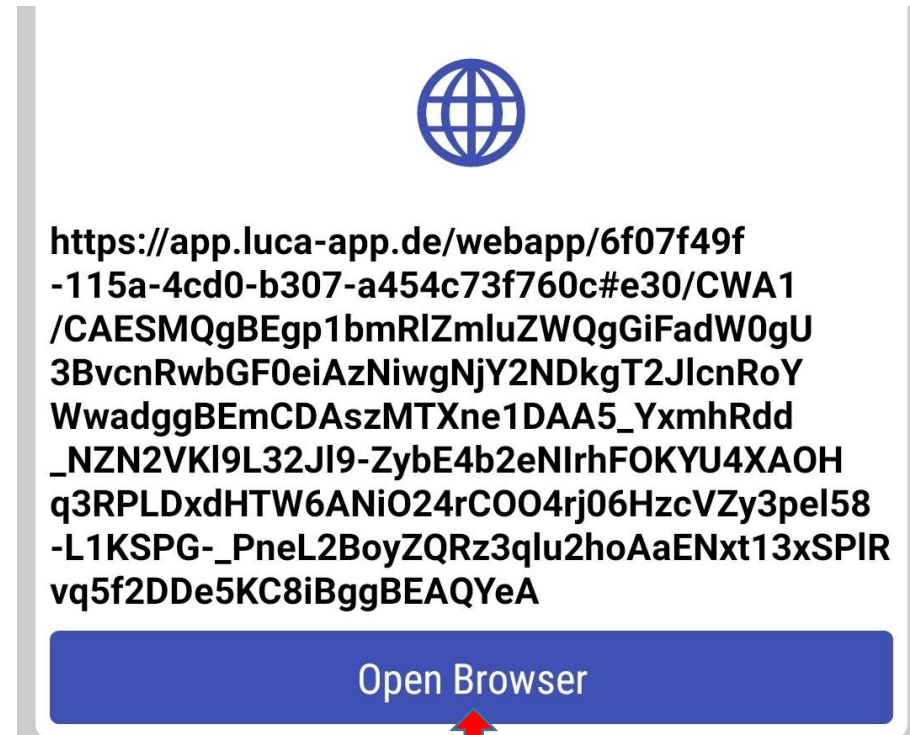 https://app.luca-app.de/webapp/6f07f49f
-115a-4cd0-b307-a454c73f760c#e30/CWA1
/CAESMQgBEgp1bmRlZmluZWQgGiFadW0gU
3BvcnRwbGF0eiAzNiwgNjY2NDkgT2JlcnRoY
WwadggBEmCDAszMTXne1DAA5_YxmhRdd
_NZN2VKl9L32Jl9-ZybE4b2eNIrhFOKYU4XAOH
q3RPLDxdHTW6ANiO24rCOO4rj06HzcVZy3pel58
-L1KSPG-_PneL2BoyZQRz3qlu2hoAaENxt13xSPlR
vq5f2DDe5KC8iBggBEAQYeA
Open Browser